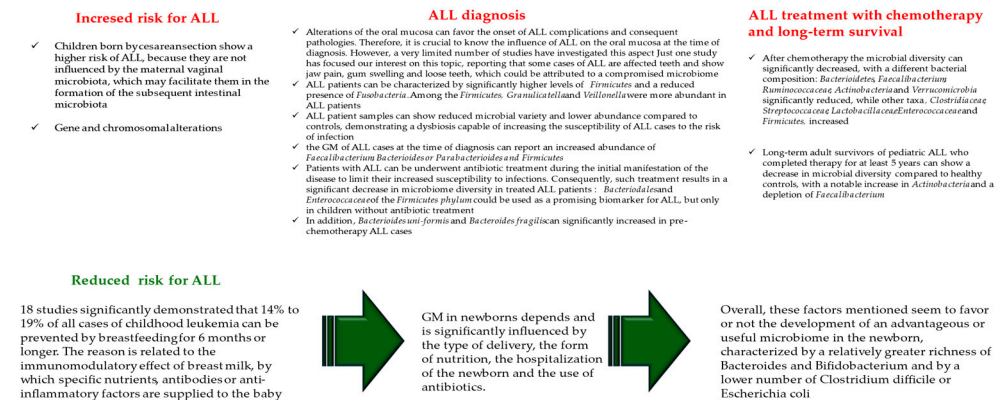 Incresed risk for ALL
✓ Children born by cesarean section show a
higher risk of ALL, because they are not
influenced by the maternal vaginal
microbiota, which may facilitate them in the
formation of the subsequent intestinal
microbiota
✓ Gene and chromosomal alterations
ALL diagnosis
✓ Alterations of the oral mucosa can favor the onset of ALL complications and consequent
pathologies. Therefore, it is crucial to know the influence of ALL on the oral mucosa at the time of
diagnosis. However, a very limited number of studies have investigated this aspect Just one study
has focused our interest on this topic, reporting that some cases of ALL are affected teeth and show
jaw pain, gum swelling and loose teeth, which could be attributed to a compromised microbiome
✓ ALL patients can be characterized by significantly higher levels of Firmicutes and a reduced
presence of Fusobacteria..Among the Firmicutes, Granulicatella and Veillonella were more abundant in
ALL patients
✓ ALL patient samples can show reduced microbial variety and lower abundance compared to
controls, demonstrating a dysbiosis capable of increasing the susceptibility of ALL cases to the risk
of infection
✓ the GM of ALL cases at the time of diagnosis can report an increased abundance of
Faecalibacterium Bacterioides or Parabacterioides and Firmicutes
✓ Patients with ALL can be underwent antibiotic treatment during the initial manifestation of the
disease to limit their increased susceptibility to infections. Consequently, such treatment results in a
significant decrease in microbiome diversity in treated ALL patients : Bacteriodales and
Enterococcaceae of the Firmicutes phylum could be used as a promising biomarker for ALL, but only
in children without antibiotic treatment
✓ In addition, Bacterioides uni-formis and Bacteroides fragilis can significantly increased in pre-
chemotherapy ALL cases
ALL treatment with chemotherapy
and long-term survival
✓ After chemotherapy the microbial diversity can
significantly decreased, with a different bacterial
composition: Bacterioidetes, Faecalibacterium,
Ruminococcaceae, Actinobacteria and Verrucomicrobia
significantly reduced, while other taxa, Clostridiaceae,
Streptococcaceae, Lactobacillaceae Enterococcaceae and
Firmicutes, increased
✓ Long-term adult survivors of pediatric ALL who
completed therapy for at least 5 years can show a
decrease in microbial diversity compared to healthy
controls, with a notable increase in Actinobacteria and a
depletion of Faecalibacterium
Reduced risk for ALL
18 studies significantly demonstrated that 14% to
19% of all cases of childhood leukemia can be
prevented by breastfeeding for 6 months or
longer. The reason is related to the
immunomodulatory effect of breast milk, by
which specific nutrients, antibodies or anti-
inflammatory factors are supplied to the baby
GM in newborns depends and
is significantly influenced by
the type of delivery, the form
of nutrition, the hospitalization
of the newborn and the use of
antibiotics.
Overall, these factors mentioned seem to favor
or not the development of an advantageous or
useful microbiome in the newborn,
characterized by a relatively greater richness of
Bacteroides and Bifidobacterium and by a
lower number of Clostridium difficile or
Escherichia coli